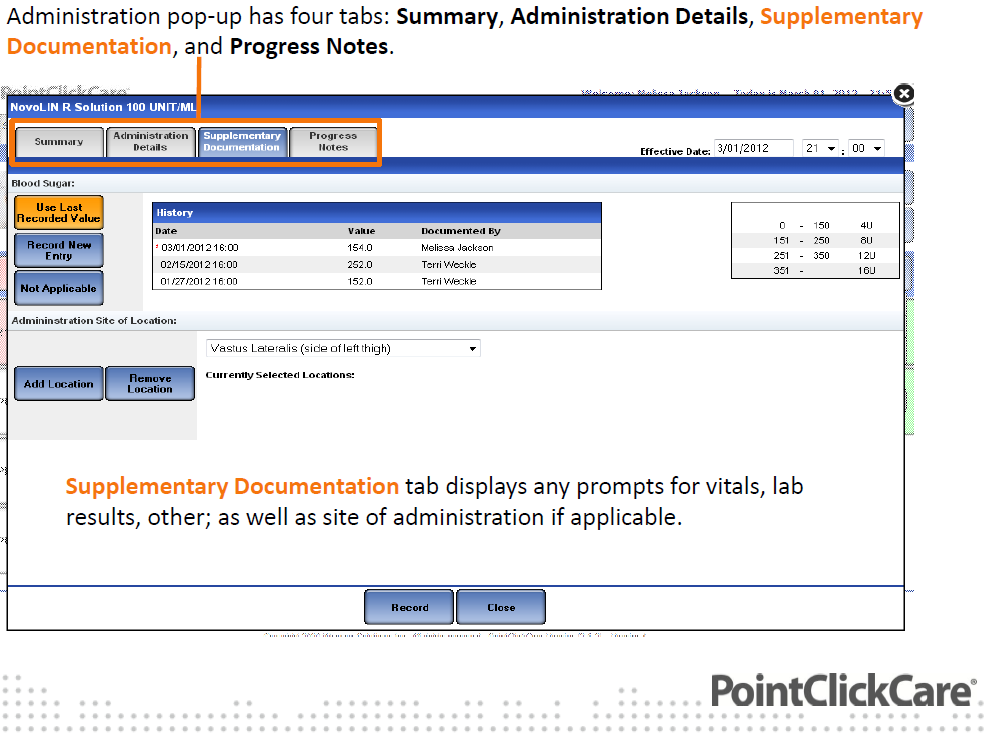 Administration pop-up has four tabs: Summary, Administration Details, Supplementary
Documentation, and Progress Notes.
PointClickCare
Welcome: Melissa Jackson Today is March 01, 2012
NovoLIN R Solution 100 UNIT/ML
Summary
Administration
Details
Supplementary
Documentation
Progress
Notes
Effective Date: 3/01/2012 21 : 00
Blood Sugar:
Use Last
Recorded Value
Record New
Entry
Not Applicable
History
Date Value Documented By
* 03/01/2012 16:00 154.0 Melissa Jackson
02/15/2012 16:00 252.0 Terri Weckle
01/27/2012 16:00 152.0 Terri Weckle
0 - 150 4U
151 - 250 8U
251 - 350 12U
351 - 16U
Admininstration Site of Location:
Vastus Lateralis (side of left thigh)
Add Location
Remove
Location
Currently Selected Locations:
Supplementary Documentation tab displays any prompts for vitals, lab
results, other; as well as site of administration if applicable.
Record
Close
PointClickCare®